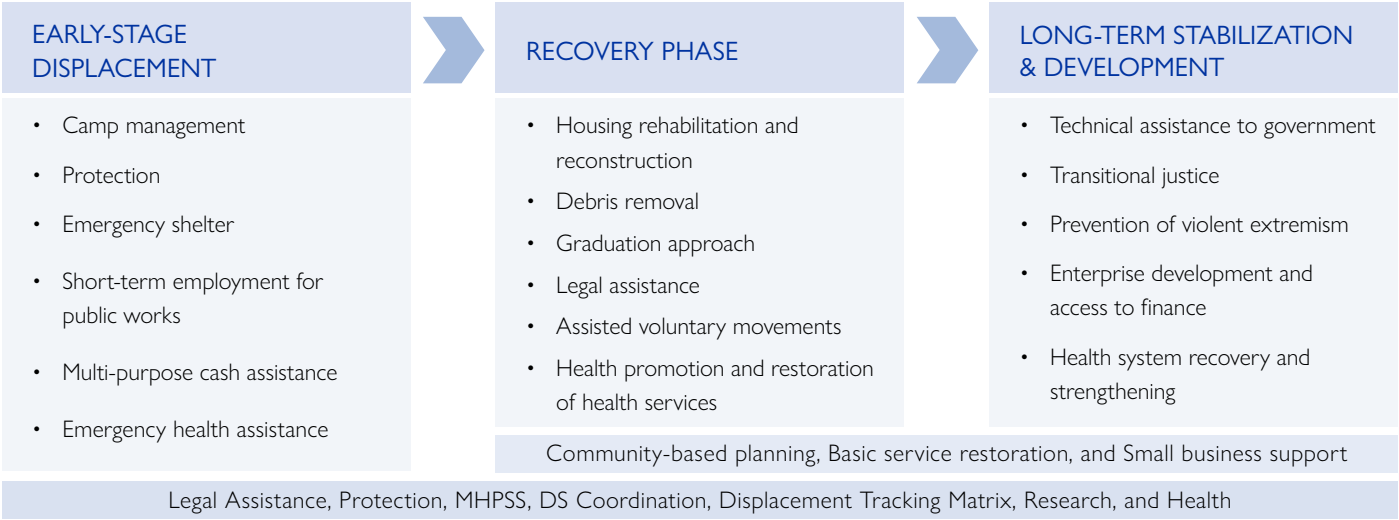 EARLY-STAGE
DISPLACEMENT
• Camp management
• Protection
• Emergency shelter
• Short-term employment for
public works
• Multi-purpose cash assistance
• Emergency health assistance
RECOVERY PHASE
• Housing rehabilitation and
reconstruction
• Debris removal
• Graduation approach
• Legal assistance
• Assisted voluntary movements
• Health promotion and restoration
of health services
LONG-TERM STABILIZATION
& DEVELOPMENT
• Technical assistance to government
• Transitional justice
• Prevention of violent extremism
• Enterprise development and
access to finance
• Health system recovery and
strengthening
Community-based planning, Basic service restoration, and Small business support
Legal Assistance, Protection, MHPSS, DS Coordination, Displacement Tracking Matrix, Research, and Health